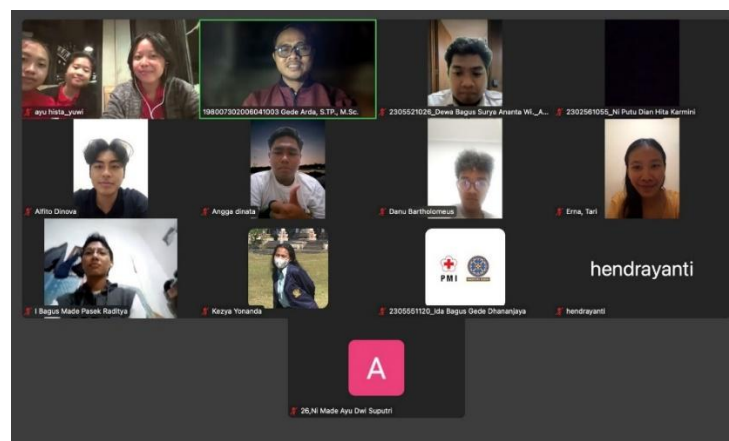 ayu hista_yuwi
198007302006041003 Gede Arda, S.TP., M.Sc.
2305521026_Dewa Bagus Surya Ananta Wi._A...
2302561055_Ni Putu Dian Hita Karmini
Alfito Dinova
Angga dinata
Danu Bartholomeus
Erna, Tari
I Bagus Made Pasek Raditya
Kezya Yonanda
PMI
2305551120_Ida Bagus Gede Dhananjaya
hendrayanti
hendrayanti
A
26,Ni Made Ayu Dwi Suputri